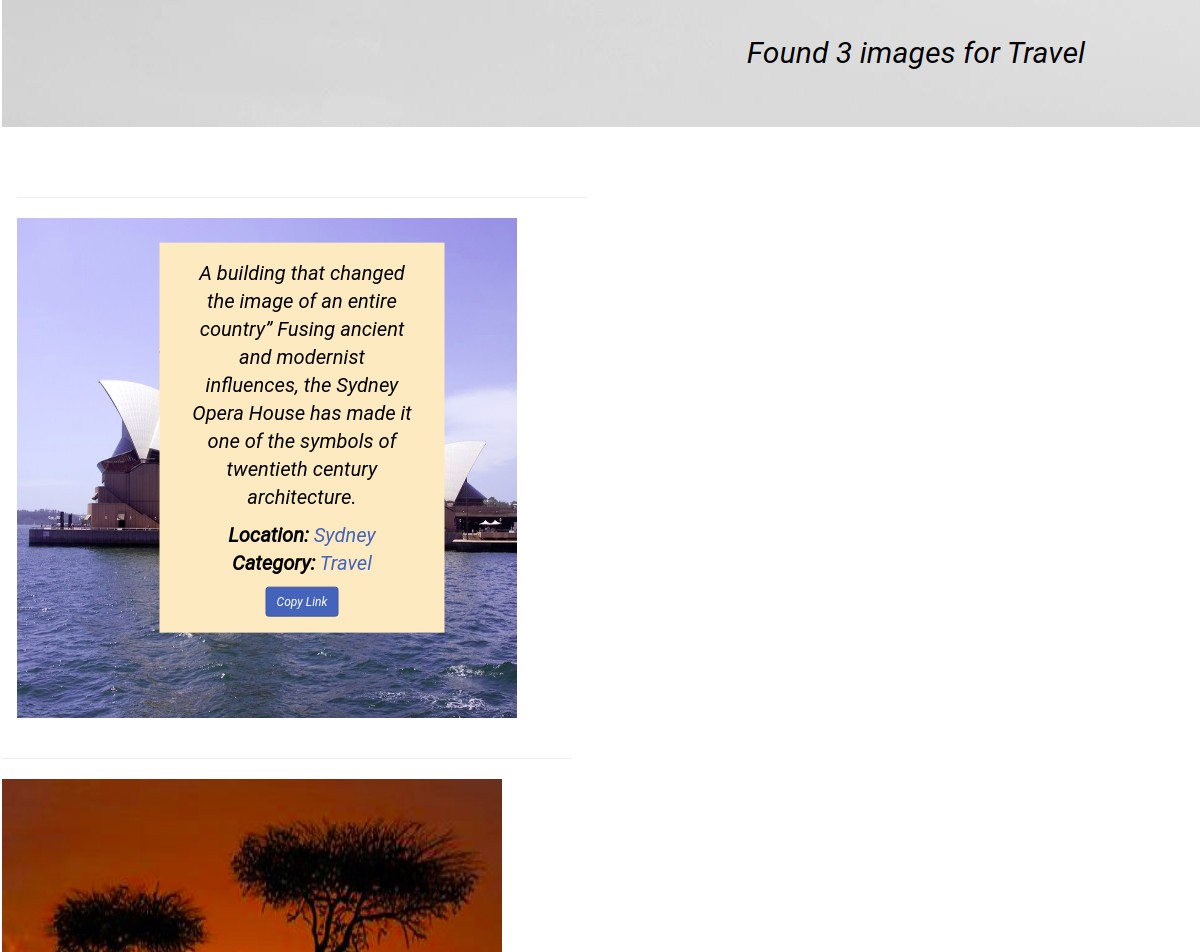 Found 3 images for Travel
A building that changed
the image of an entire
country” Fusing ancient
and modernist
influences, the Sydney
Opera House has made it
one of the symbols of
twentieth century
architecture.
Location: Sydney
Category: Travel
Copy Link